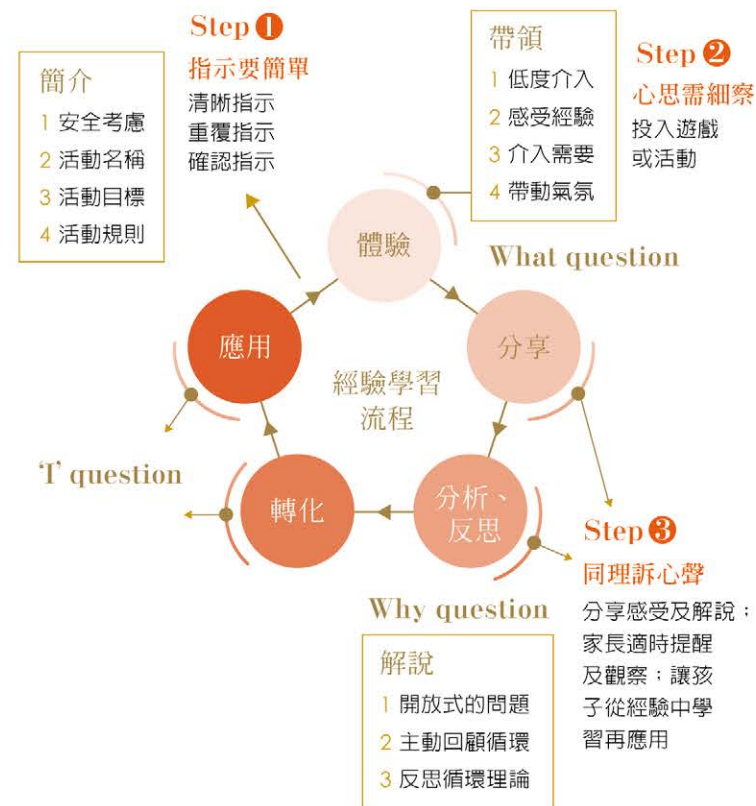 Step 1
指示要簡單
清晰指示
重覆指示
確認指示
簡介
1 安全考慮
2 活動名稱
3 活動目標
4 活動規則
帶領
1 低度介入
2 感受經驗
3 介入需要
4 帶動氣氛
Step 2
心思需細察
投入遊戲
或活動
體驗
What question
應用
分享
經驗學習
流程
'I' question
轉化
分析、
反思
Step 3
同理訴心聲
分享感受及解說；
家長適時提醒
及觀察；讓孩
子從經驗中學
習再應用
Why question
解說
1 開放式的問題
2 主動回顧循環
3 反思循環理論